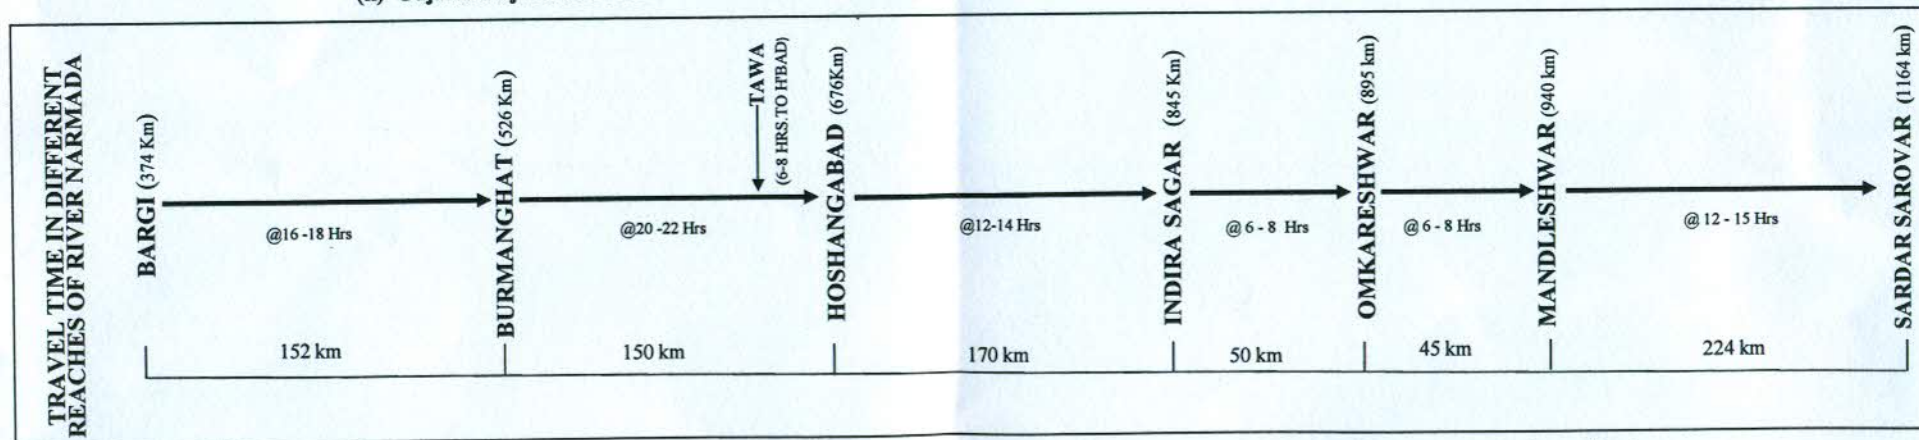 TRAVEL TIME IN DIFFERENT
REACHES OF RIVER NARMADA
BARGI (374 Km)
@16 -18 Hrs
BURMANGHAT (526 Km)
@20 -22 Hrs
TAWA
(6-8 HRS.TO H'BAD)
HOSHANGABAD (676Km)
@12-14 Hrs
INDIRA SAGAR (845 Km)
@ 6 - 8 Hrs
OMKARESHWAR (895 km)
@ 6 - 8 Hrs
MANDLESHWAR (940 km)
@ 12 - 15 Hrs
SARDAR SAROVAR (1164 km)
152 km
150 km
170 km
50 km
45 km
224 km